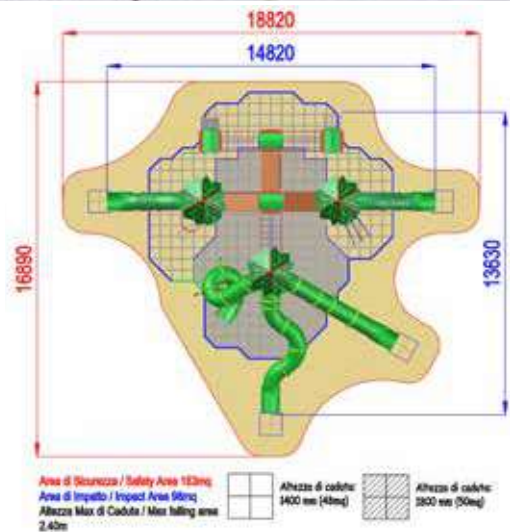 18820
14820
16890
13630
Area di Sicurezza / Safety Area 183mq
Area di Impatto / Impact Area 98mq
Altezza Max di Caduta / Max falling area
2.40m
Altezza di caduta:
1400 mm (48mq)
Altezza di caduta:
1800 mm (50mq)